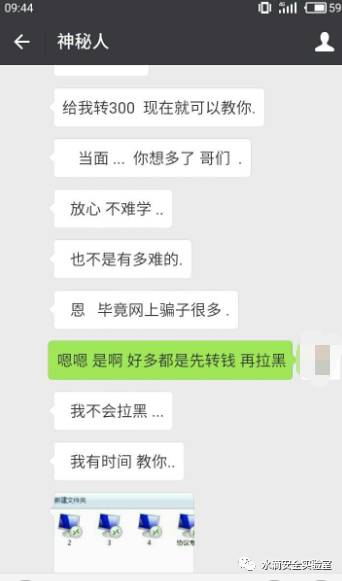 09:44
59
神秘人
给我转300 现在就可以教你.
当面 ... 你想多了 哥们 .
放心 不难学 ..
也不是有多难的.
恩 毕竟网上骗子很多 .
嗯嗯 是啊 好多都是先转钱 再拉黑
我不会拉黑 ...
我有时间 教你..
新建文件夹
2
3
4
协议专
水滴安全实验室